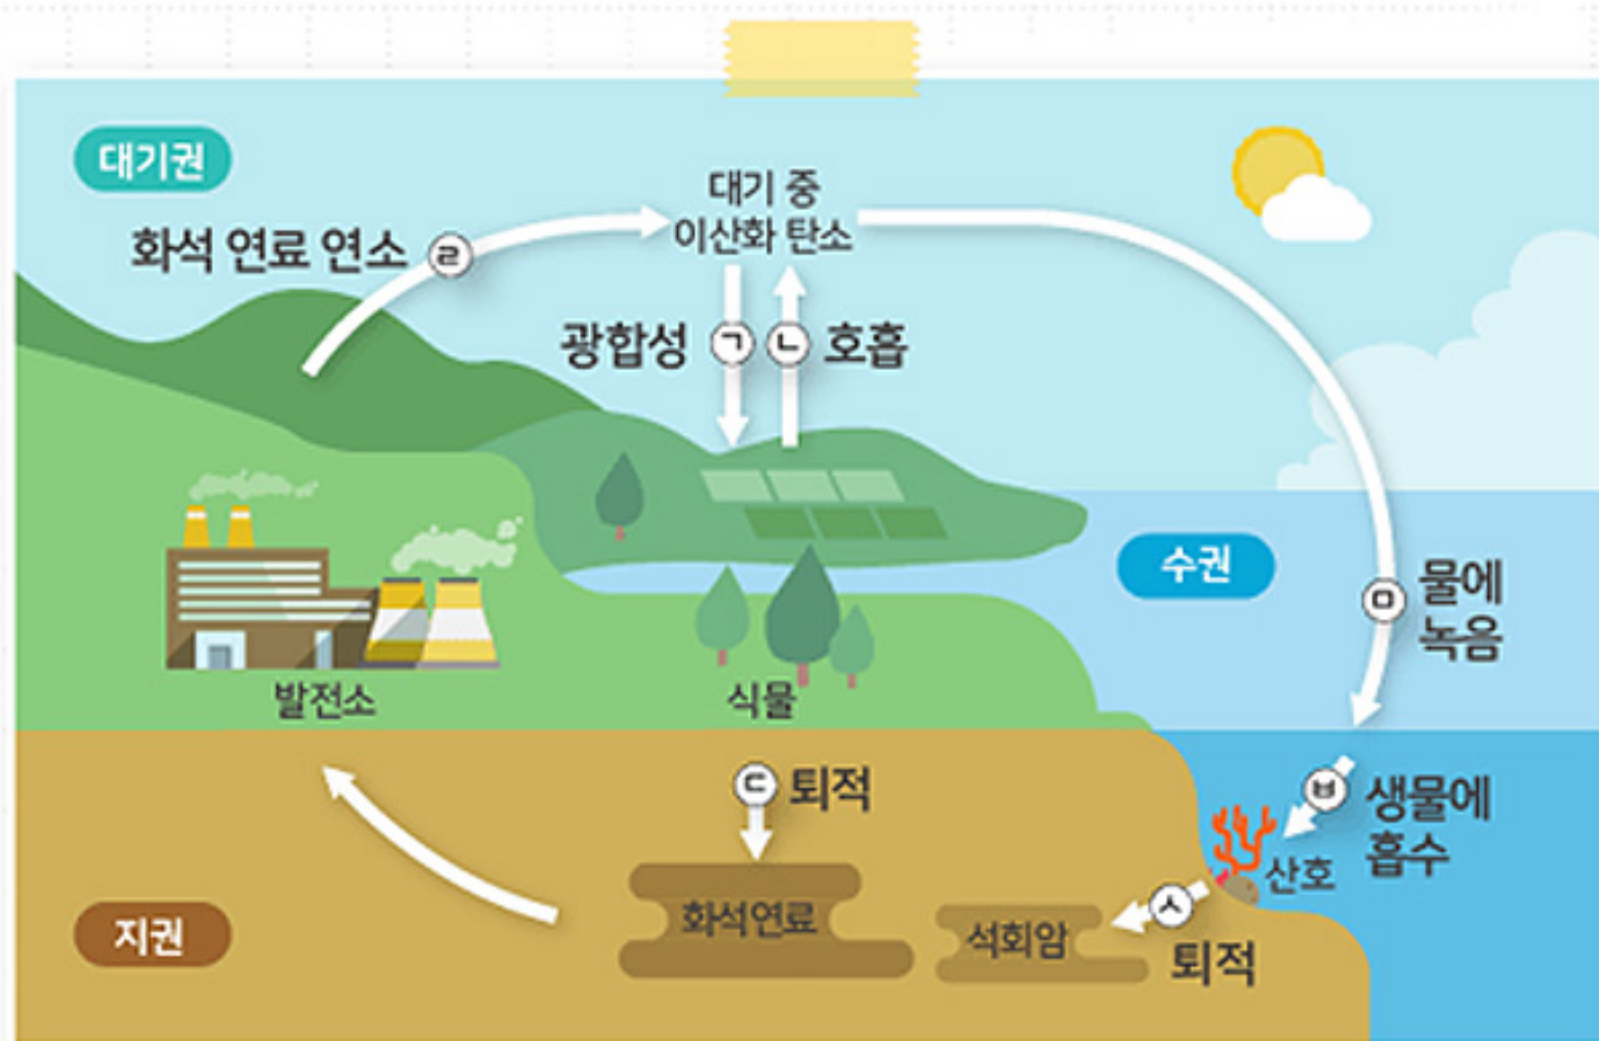 대기권
대기 중
이산화 탄소
화석 연료 연소 ㄹ
광합성 ㄱ ㄴ 호흡
수권
ㅁ 물에
녹음
발전소
식물
ㄷ 퇴적
ㅂ 생물에
흡수
산호
화석연료
석회암
ㅅ
퇴적
지권